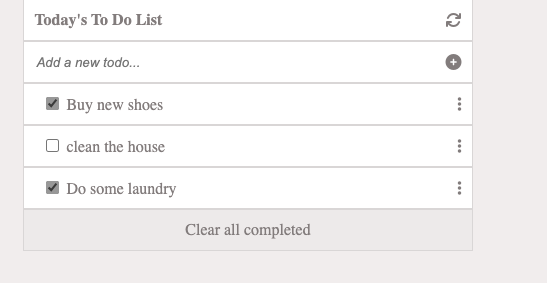 Today's To Do List
Add a new todo...
Buy new shoes
clean the house
Do some laundry
Clear all completed